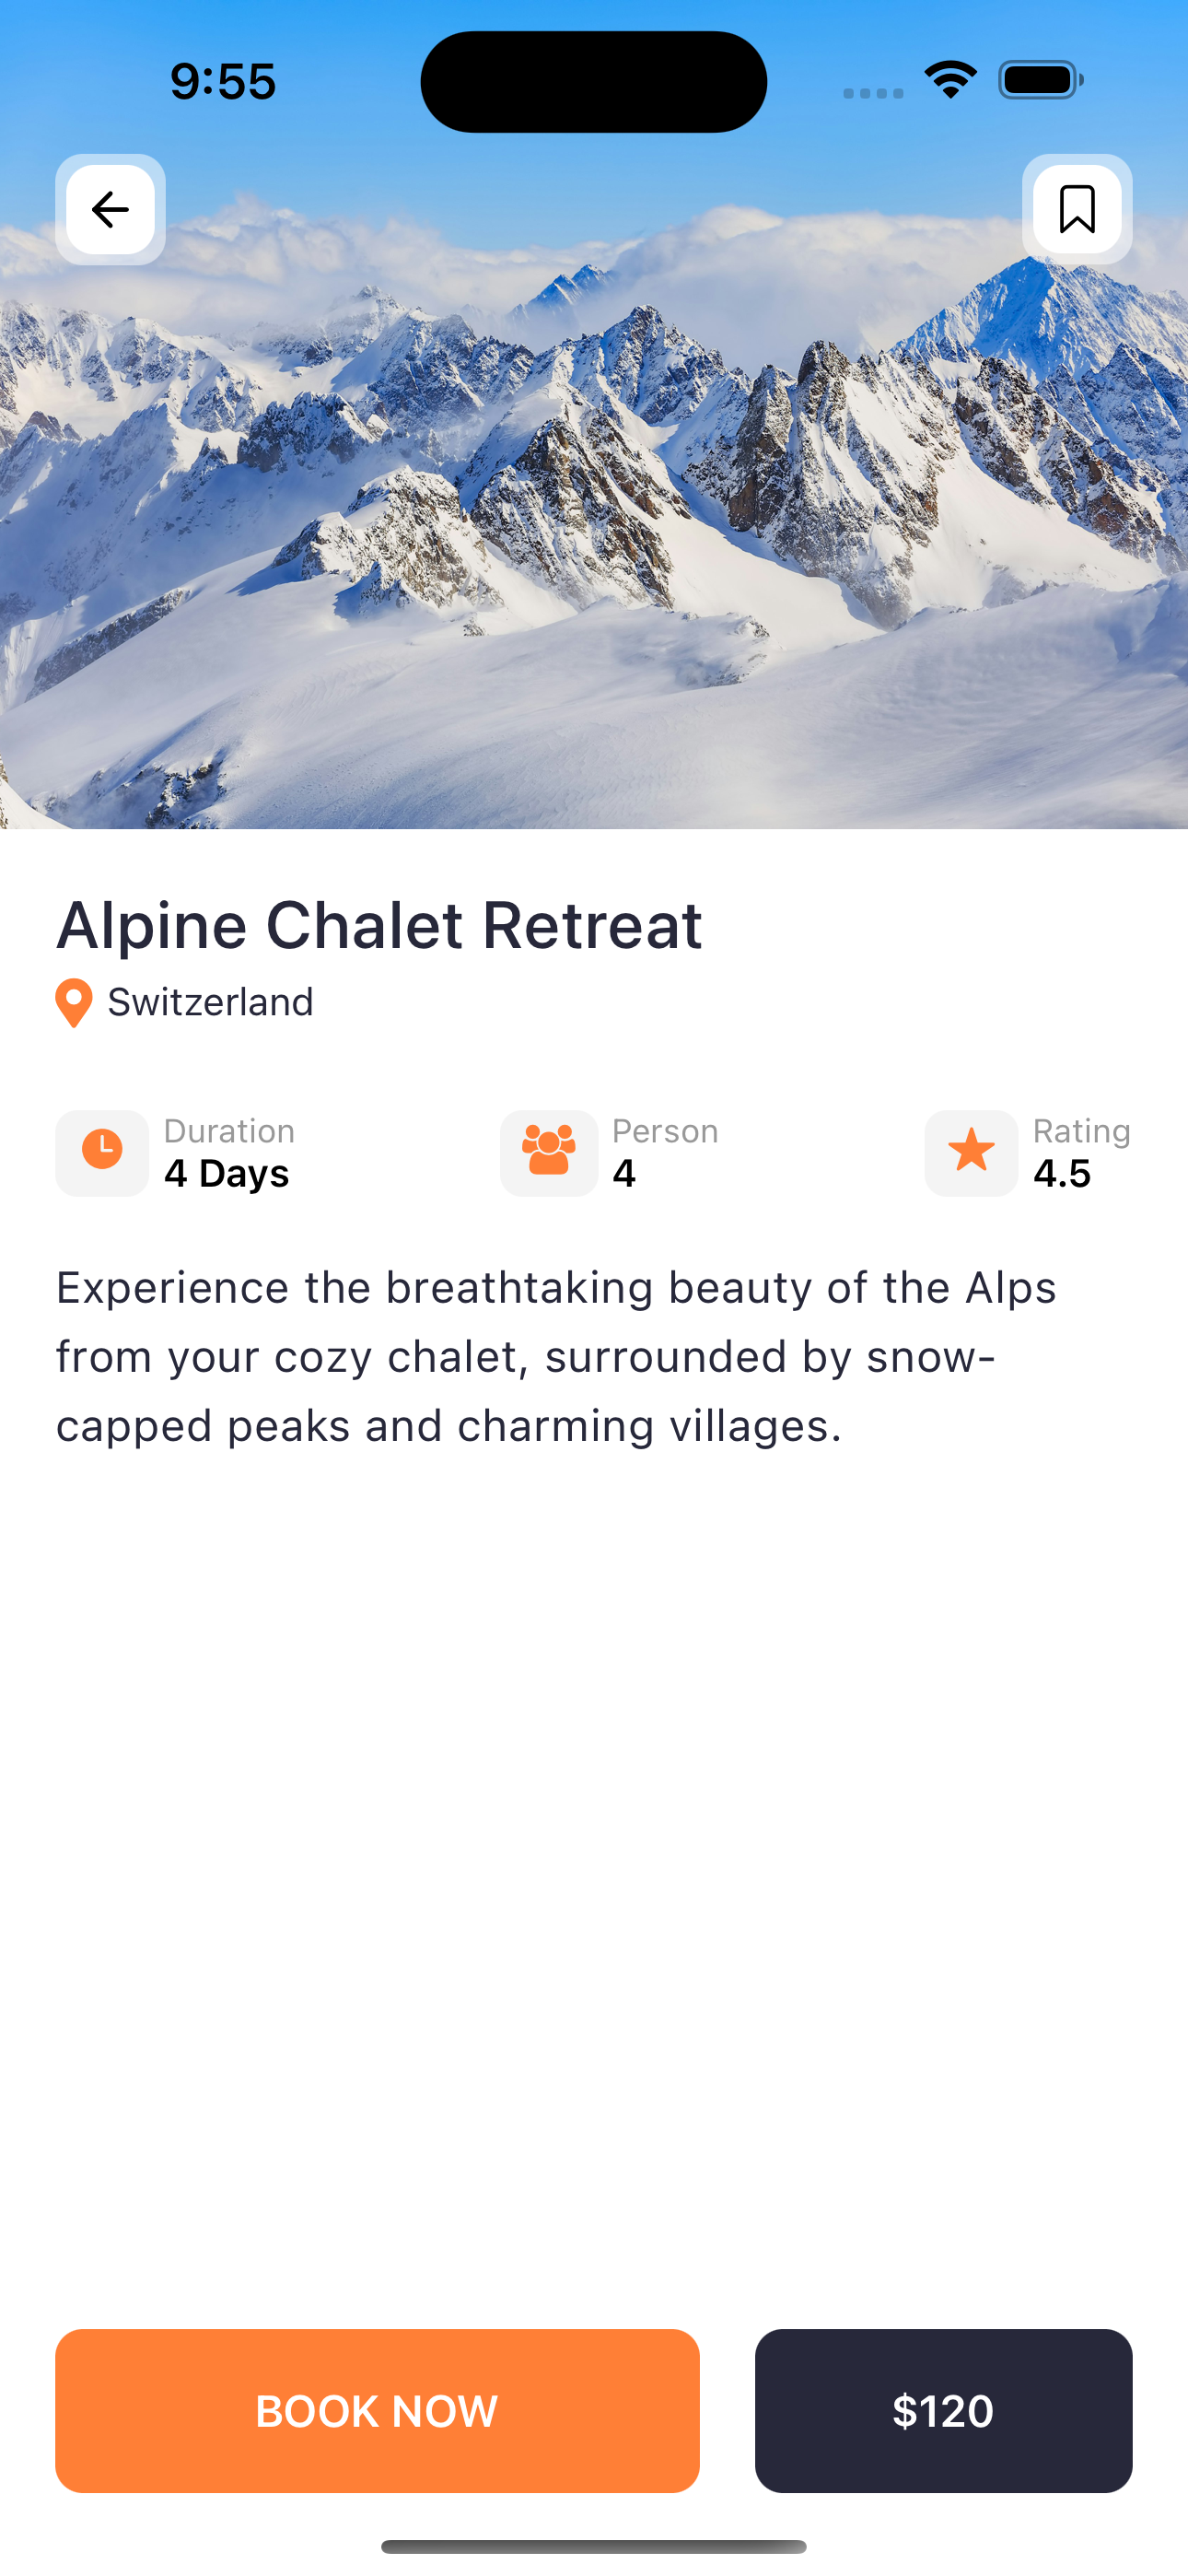 9:55
Alpine Chalet Retreat
Switzerland
Duration
4 Days
Person
4
Rating
4.5
Experience the breathtaking beauty of the Alps
from your cozy chalet, surrounded by snow-
capped peaks and charming villages.
BOOK NOW
$120